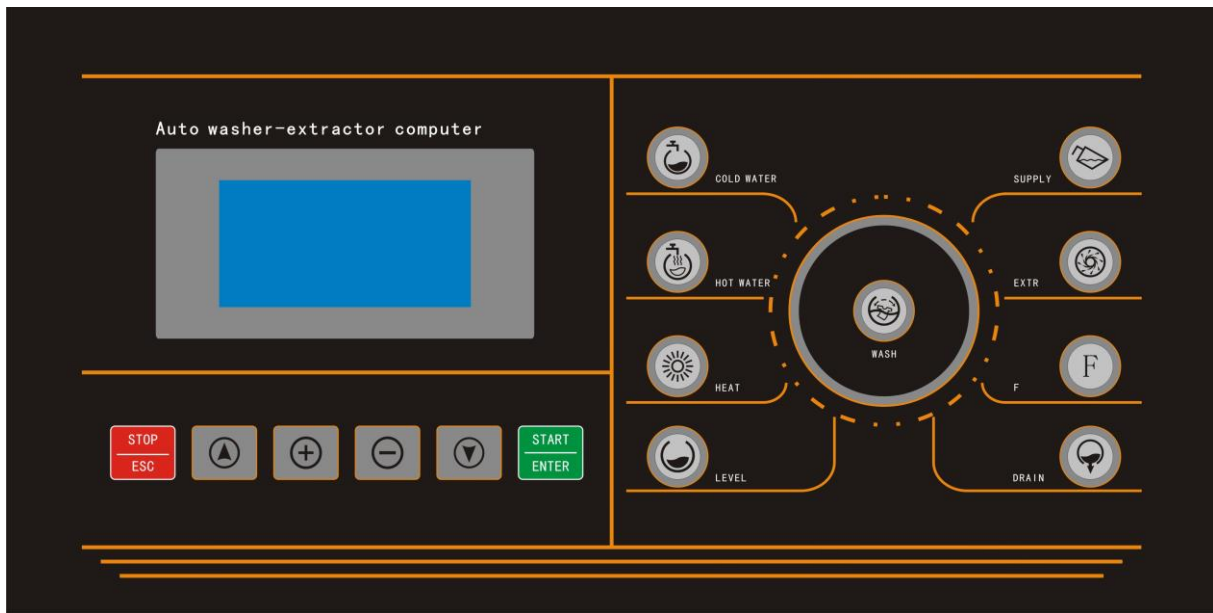 Auto washer-extractor computer
COLD WATER
SUPPLY
HOT WATER
EXTR
WASH
HEAT
F
F
STOP
ESC
START
ENTER
LEVEL
DRAIN